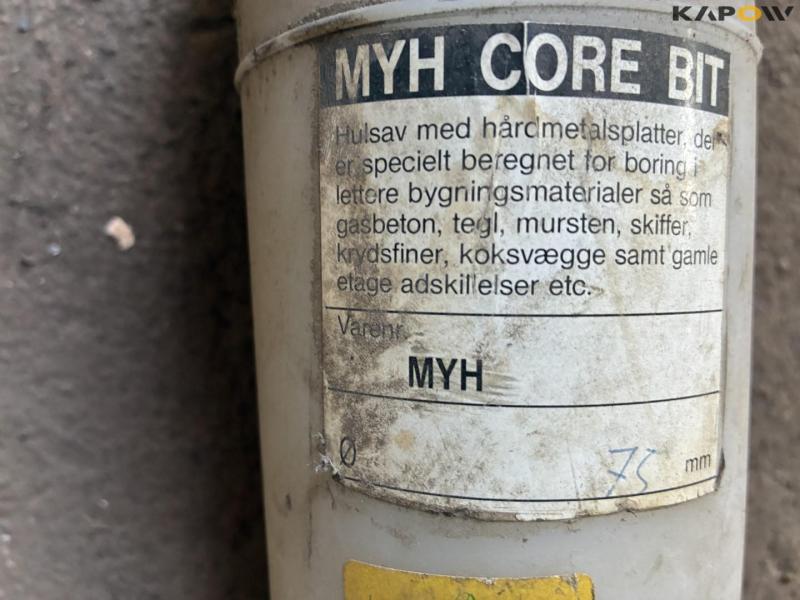 KAPOW
MYH CORE BIT
Hulsav med hårdmetalsplatter, der
er specielt beregnet for boring i
lettere bygningsmaterialer så som
gasbeton, tegl, mursten, skiffer,
krydsfiner, koksvægge samt gamle
etage adskillelser etc.
Varenr.
MYH
Ø 75 mm